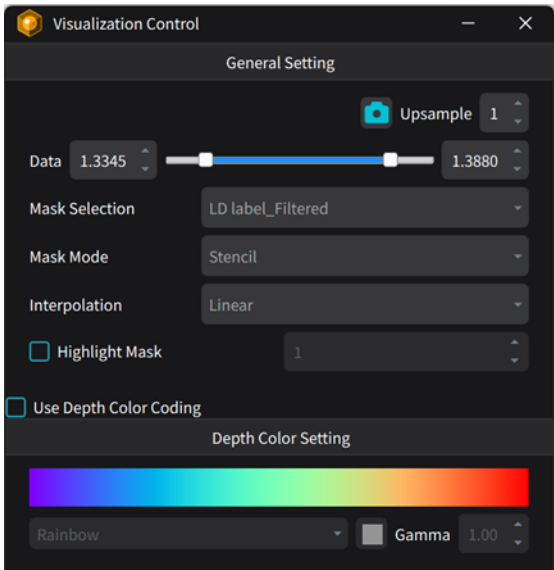 Visualization Control
General Setting
Upsample 1
Data 1.3345 1.3880
Mask Selection LD label_Filtered
Mask Mode Stencil
Interpolation Linear
Highlight Mask 1
Use Depth Color Coding
Depth Color Setting
Rainbow Gamma 1.00